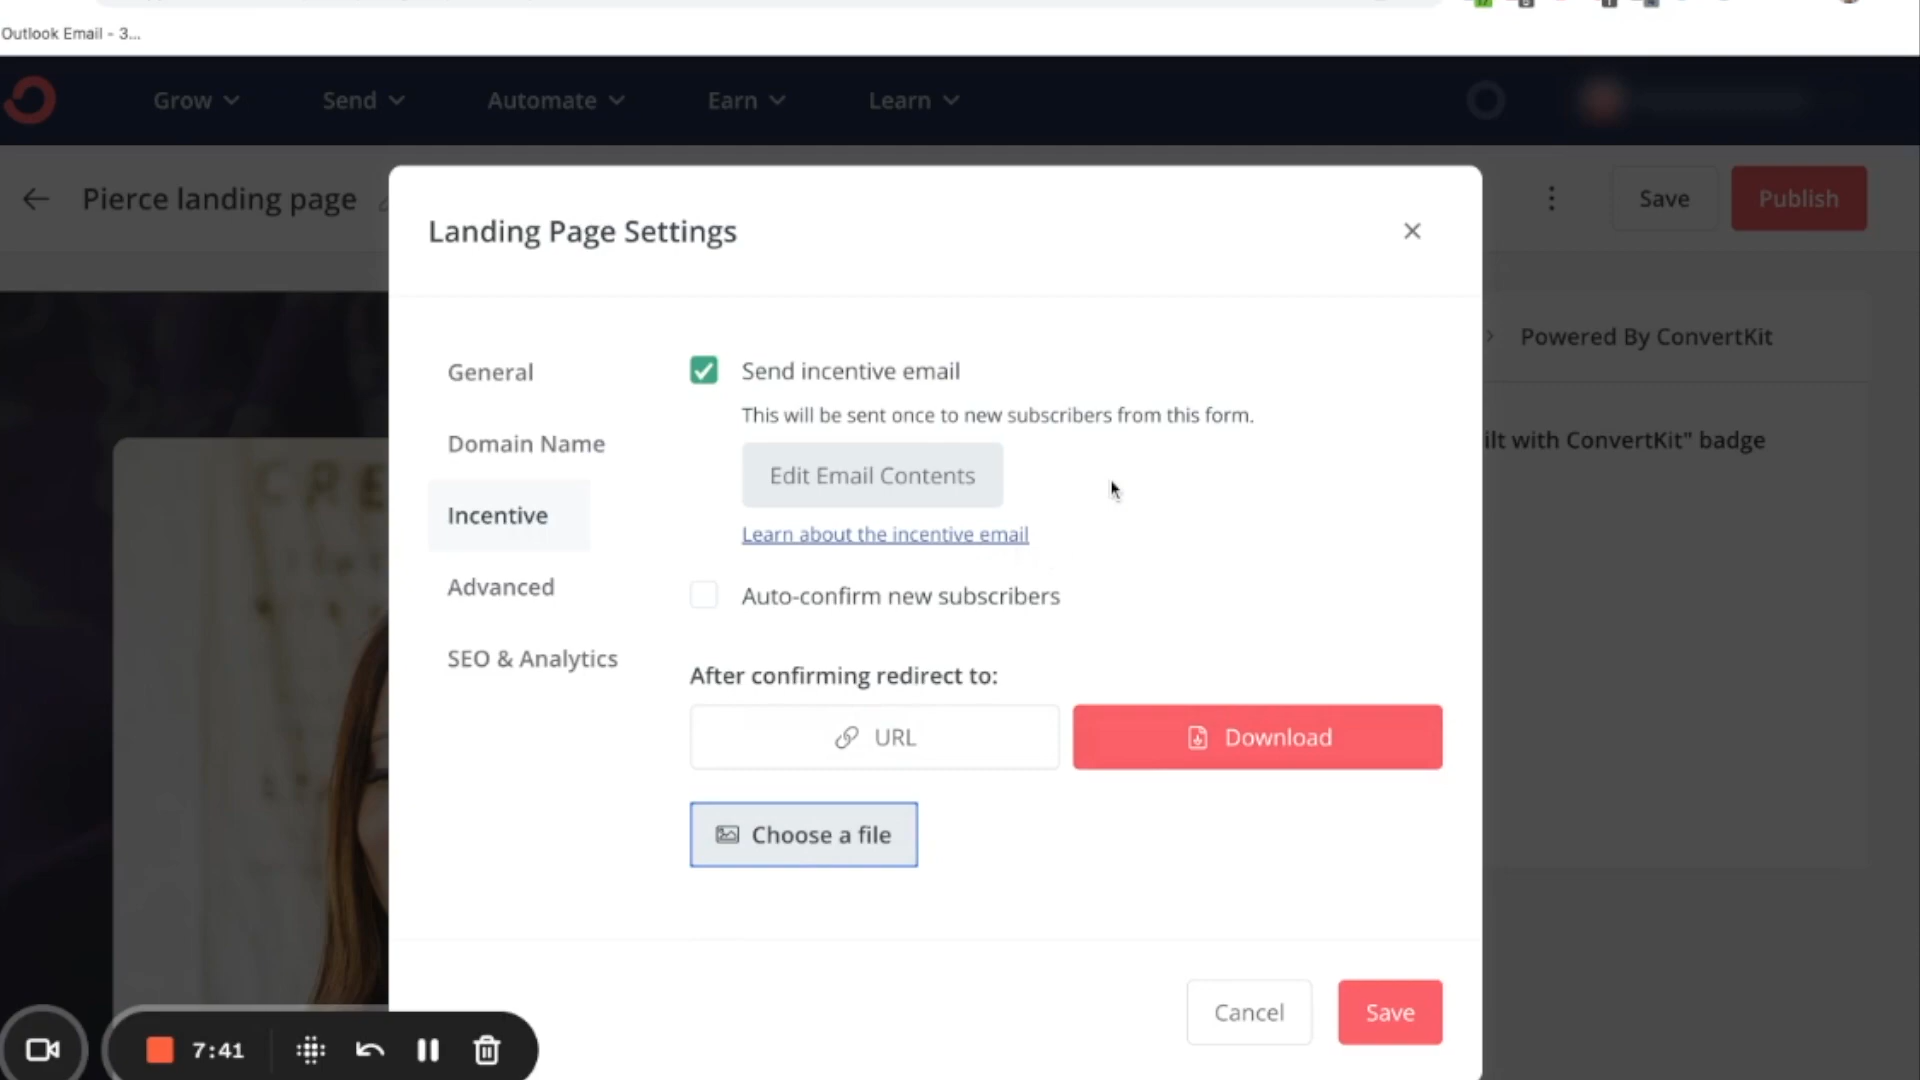 Outlook Email - 3...
Grow
Send
Automate
Earn
Learn
Pierce landing page
Save
Publish
Landing Page Settings
General
Domain Name
Incentive
Advanced
SEO & Analytics
Send incentive email
This will be sent once to new subscribers from this form.
Edit Email Contents
Learn about the incentive email
Auto-confirm new subscribers
After confirming redirect to:
URL
Download
Choose a file
Cancel
Save
Powered By ConvertKit
ilt with ConvertKit" badge
CRE
7:41